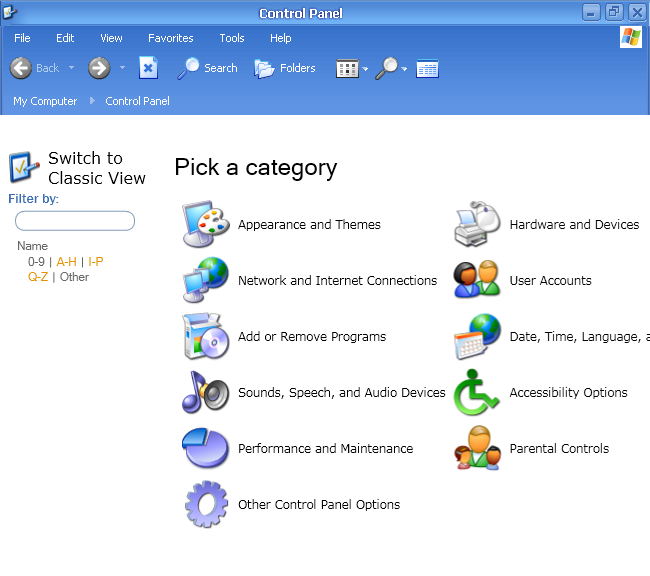 Control Panel
File Edit View Favorites Tools Help
Back Search Folders
My Computer Control Panel
Switch to
Classic View
Pick a category
Filter by:
Name
0-9 | A-H | I-P
Q-Z | Other
Appearance and Themes
Hardware and Devices
Network and Internet Connections
User Accounts
Add or Remove Programs
Date, Time, Language, a
Sounds, Speech, and Audio Devices
Accessibility Options
Performance and Maintenance
Parental Controls
Other Control Panel Options